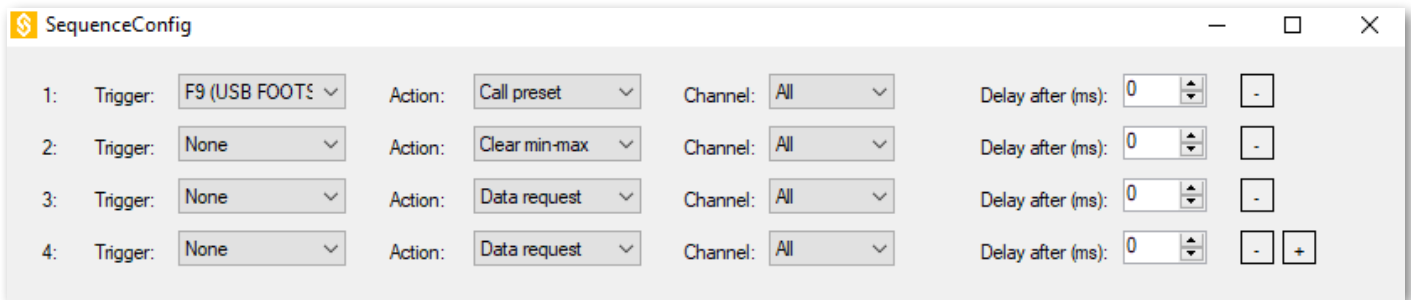 SequenceConfig
1: Trigger: F9 (USB FOOTS Action: Call preset Channel: All Delay after (ms): 0 -
2: Trigger: None Action: Clear min-max Channel: All Delay after (ms): 0 -
3: Trigger: None Action: Data request Channel: All Delay after (ms): 0 -
4: Trigger: None Action: Data request Channel: All Delay after (ms): 0 - +